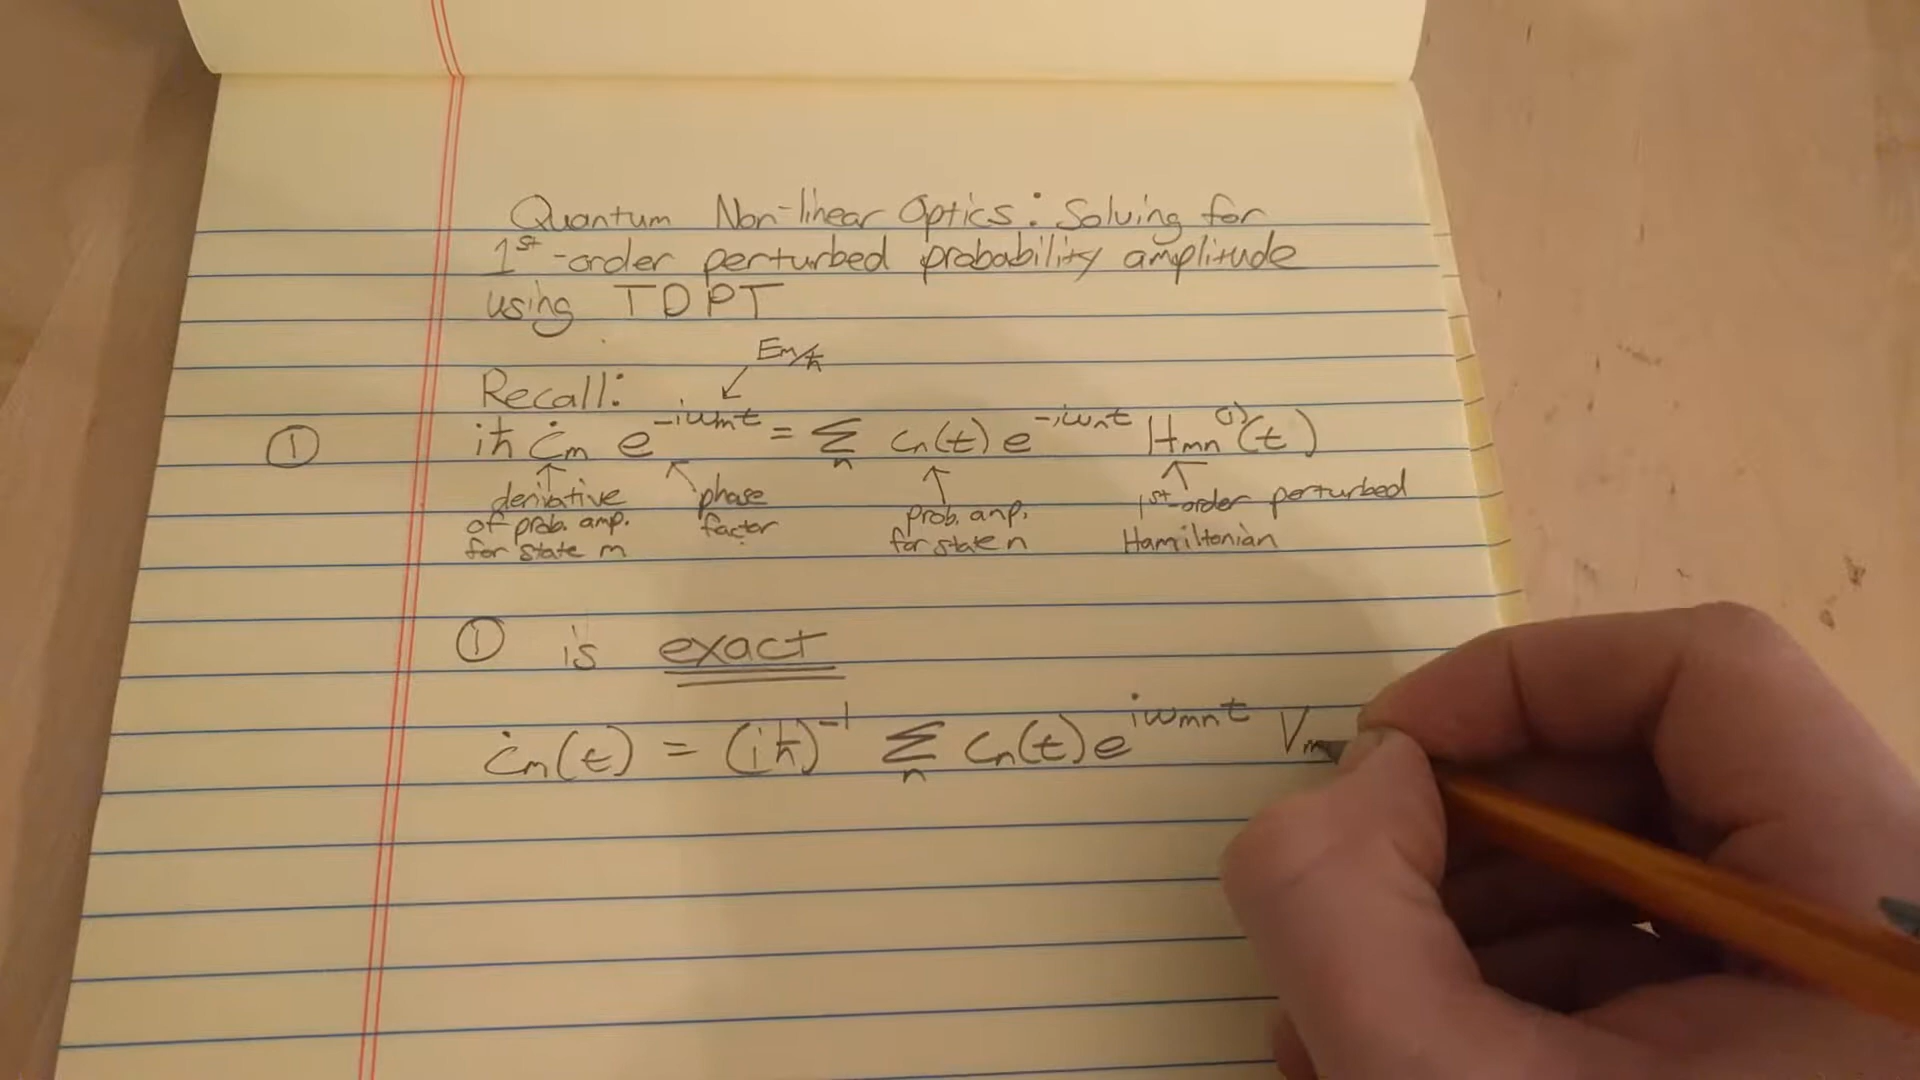 Quantum Non-linear Optics: Solving for
1st-order perturbed probability amplitude
using TDPT
Em/ħ
Recall:
① iħ ċm e^-iωmt = Σn cn(t) e^-iωnt Hmn^(1)(t)
derivative of prob. amp. for state m
phase factor
prob. amp. for state n
1st-order perturbed Hamiltonian
① is exact
ċm(t) = (iħ)^-1 Σn cn(t) e^iωmnt Vm